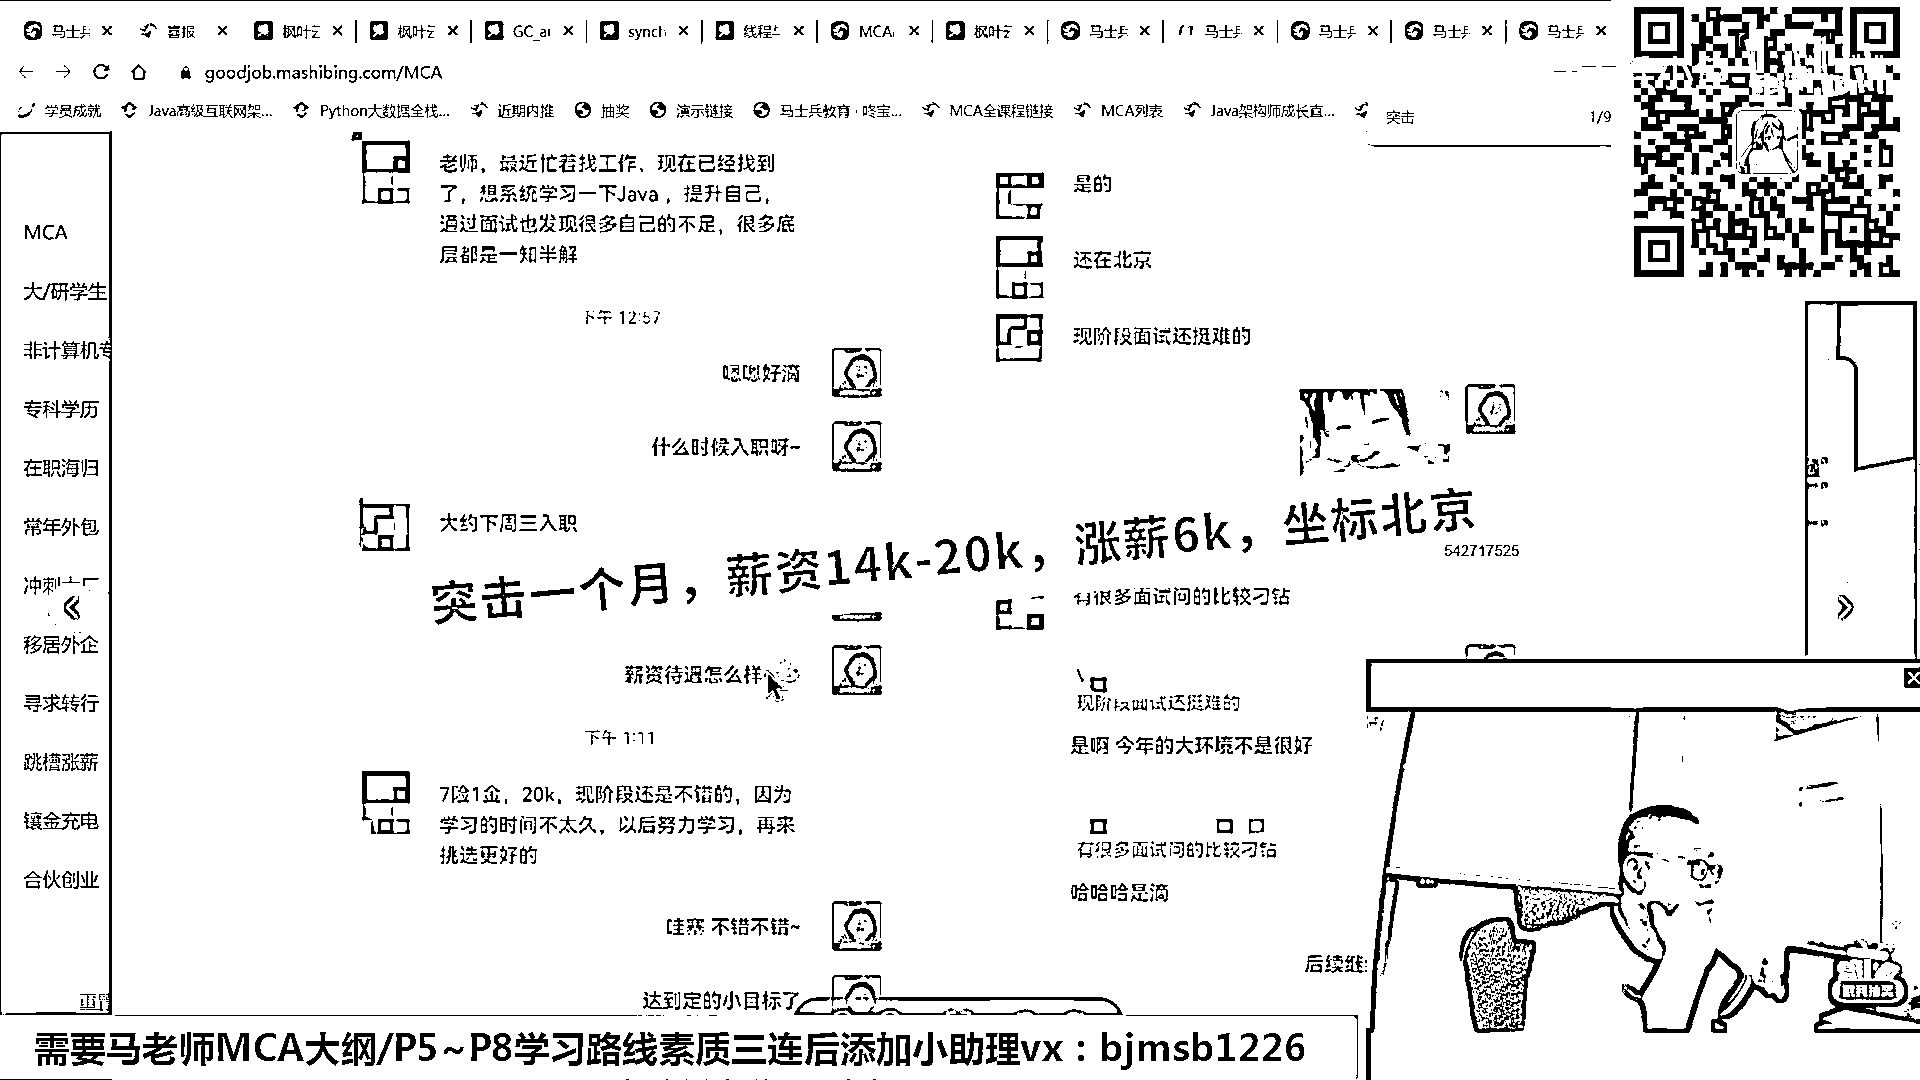 马士兵
喜报
枫叶云
枫叶云
GC_a
synch
线程
MCA
枫叶云
马士兵
马士兵
马士兵
马士兵
马士兵
goodjob.mashibing.com/MCA
学员成就
Java高级互联网架...
Python大数据全栈...
近期内推
抽奖
演示链接
马士兵教育·咚宝...
MCA全课程链接
MCA列表
Java架构师成长直...
突击
1/9
MCA
大/研学生
非计算机专
专科学历
在职海归
常年外包
冲刺
移居外企
寻求转行
跳槽涨薪
镶金充电
合伙创业
重置
老师，最近忙若找工作，现在已经找到
了，想系统学习一下Java，提升自己，
通过面试也发现很多自己的不足，很多底
层都是一知半解
下午 12:57
嗯嗯好滴
什么时候入职呀~
大约下周三入职
突击一个月，薪资14k-20k，涨薪6k，坐标北京
薪资待遇怎么样
下午 1:11
7险1金，20k，现阶段还是不错的，因为
学习的时间不太久，以后努力学习，再来
挑选更好的
哇塞 不错不错~
达到定的小目标了
是的
还在北京
现阶段面试还挺难的
542717525
有很多面试问的比较刁钻
现阶段面试还挺难的
是啊 今年的大环境不是很好
有很多面试问的比较刁钻
哈哈哈是滴
后续继
需要马老师MCA大纲/P5~P8学习路线素质三连后添加小助理vx：bjmsb1226